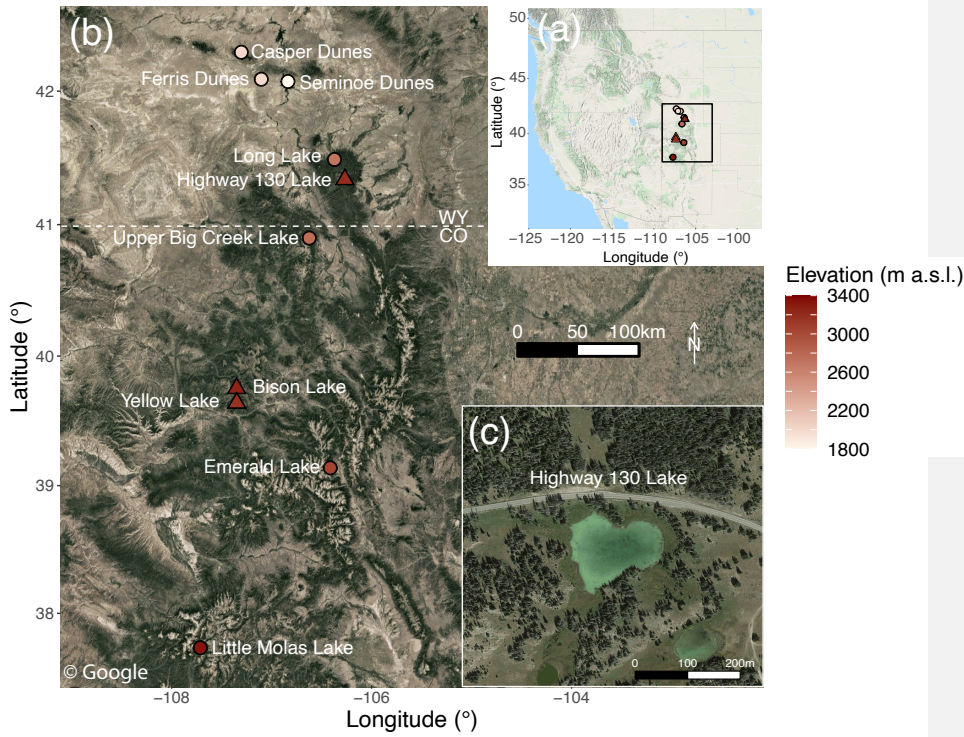 (b)
Casper Dunes
Ferris Dunes
Seminoe Dunes
Long Lake
Highway 130 Lake
WY
CO
Upper Big Creek Lake
Bison Lake
Yellow Lake
Emerald Lake
Little Molas Lake
© Google
42
41
40
39
38
Latitude (°)
−108
−106
−104
Longitude (°)
0 50 100km
N
(a)
50
45
40
35
Latitude (°)
−125 −120 −115 −110 −105 −100
Longitude (°)
Elevation (m a.s.l.)
3400
3000
2600
2200
1800
(c)
Highway 130 Lake
0 100 200m